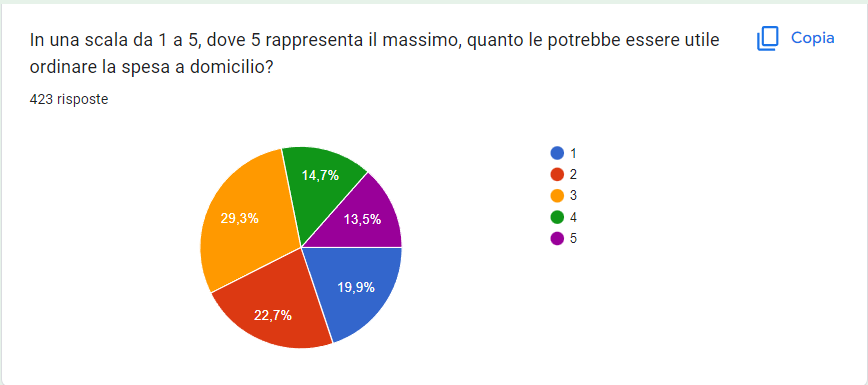 In una scala da 1 a 5, dove 5 rappresenta il massimo, quanto le potrebbe essere utile
ordinare la spesa a domicilio?
Copia
423 risposte
14,7%
29,3%
13,5%
19,9%
22,7%
1
2
3
4
5